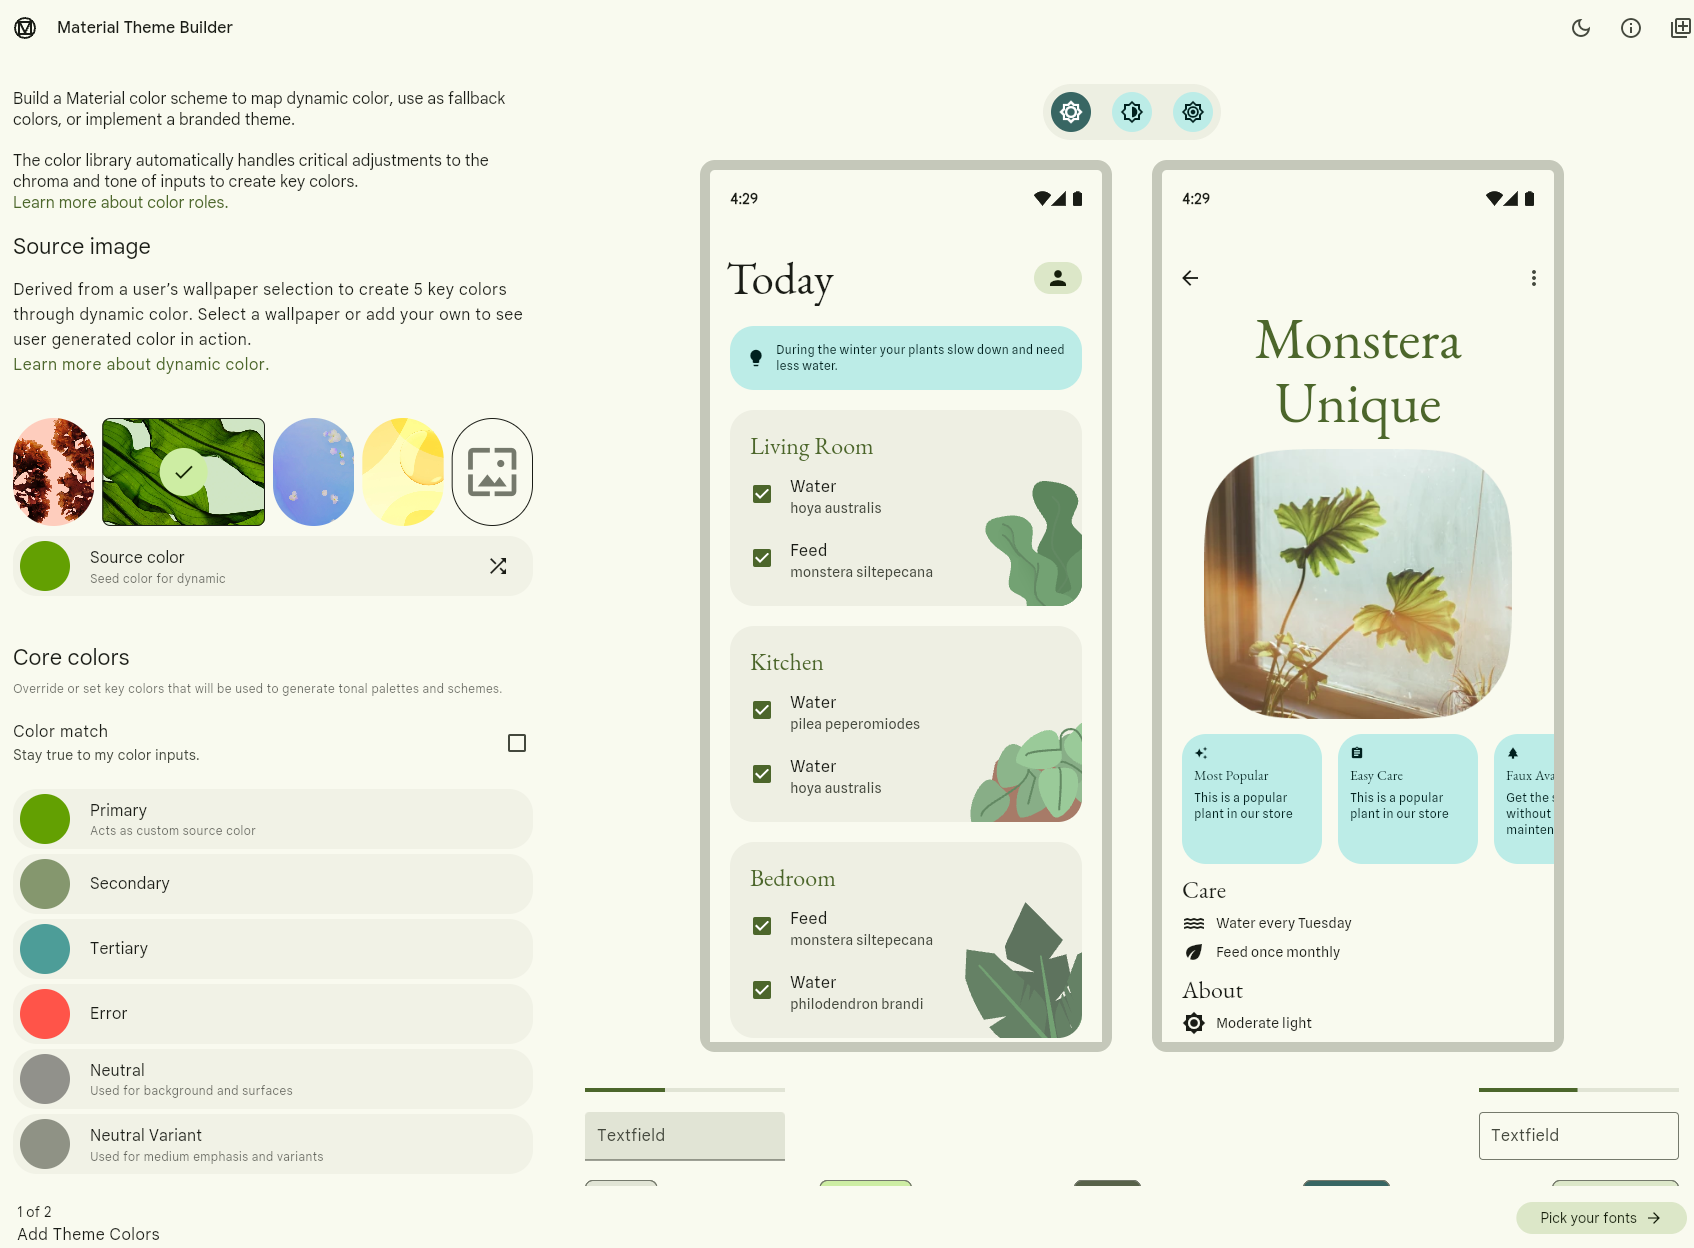 Material Theme Builder
Build a Material color scheme to map dynamic color, use as fallback
colors, or implement a branded theme.
The color library automatically handles critical adjustments to the
chroma and tone of inputs to create key colors.
Learn more about color roles.
Source image
Derived from a user’s wallpaper selection to create 5 key colors
through dynamic color. Select a wallpaper or add your own to see
user generated color in action.
Learn more about dynamic color.
Source color
Seed color for dynamic
Core colors
Override or set key colors that will be used to generate tonal palettes and schemes.
Color match
Stay true to my color inputs.
Primary
Acts as custom source color
Secondary
Tertiary
Error
Neutral
Used for background and surfaces
Neutral Variant
Used for medium emphasis and variants
1 of 2
Add Theme Colors
4:29
Today
During the winter your plants slow down and need
less water.
Living Room
Water
hoya australis
Feed
monstera siltepecana
Kitchen
Water
pilea peperomiodes
Water
hoya australis
Bedroom
Feed
monstera siltepecana
Water
philodendron brandi
4:29
Monstera
Unique
Most Popular
This is a popular
plant in our store
Easy Care
This is a popular
plant in our store
Faux Ava
Get the s
without
mainten
Care
Water every Tuesday
Feed once monthly
About
Moderate light
Textfield
Textfield
Pick your fonts